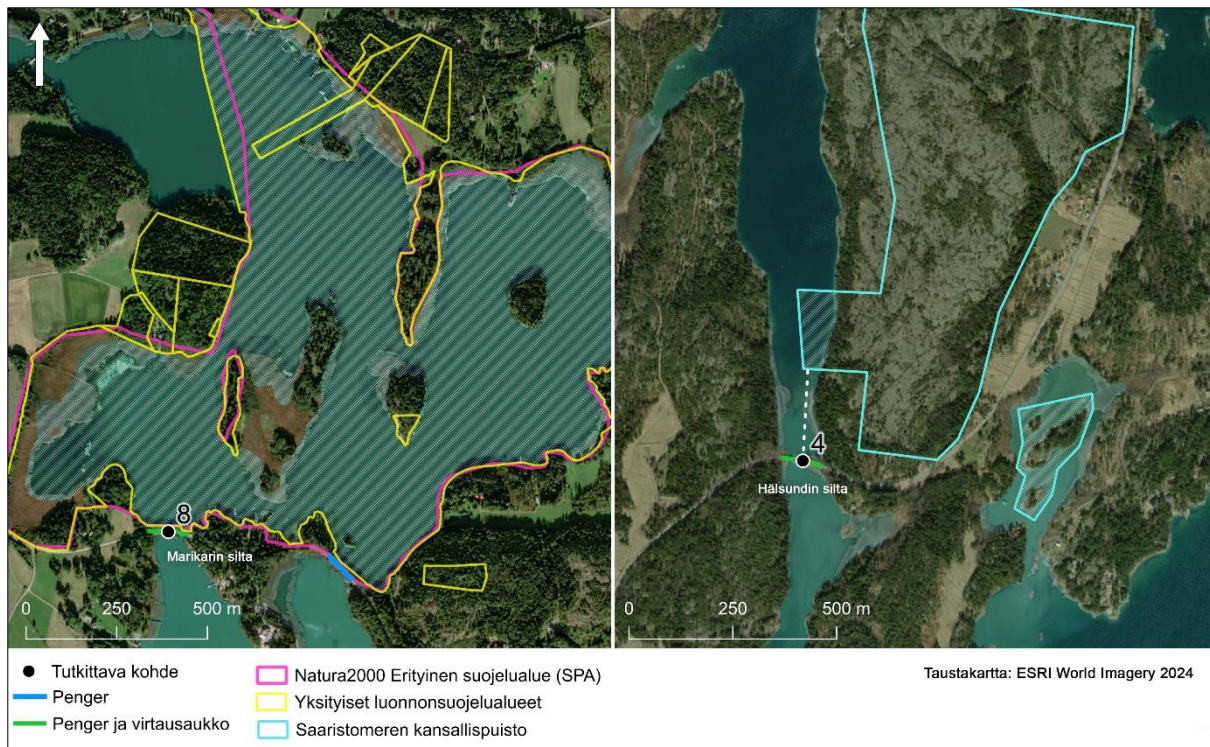 8
Marikarin silta
0 250 500 m
4
Hälsundin silta
0 250 500 m
Tutkittava kohde
Penger
Penger ja virtausaukko
Natura2000 Erityinen suojelualue (SPA)
Yksityiset luonnonsuojelualueet
Saaristomeren kansallispuisto
Taustakartta: ESRI World Imagery 2024